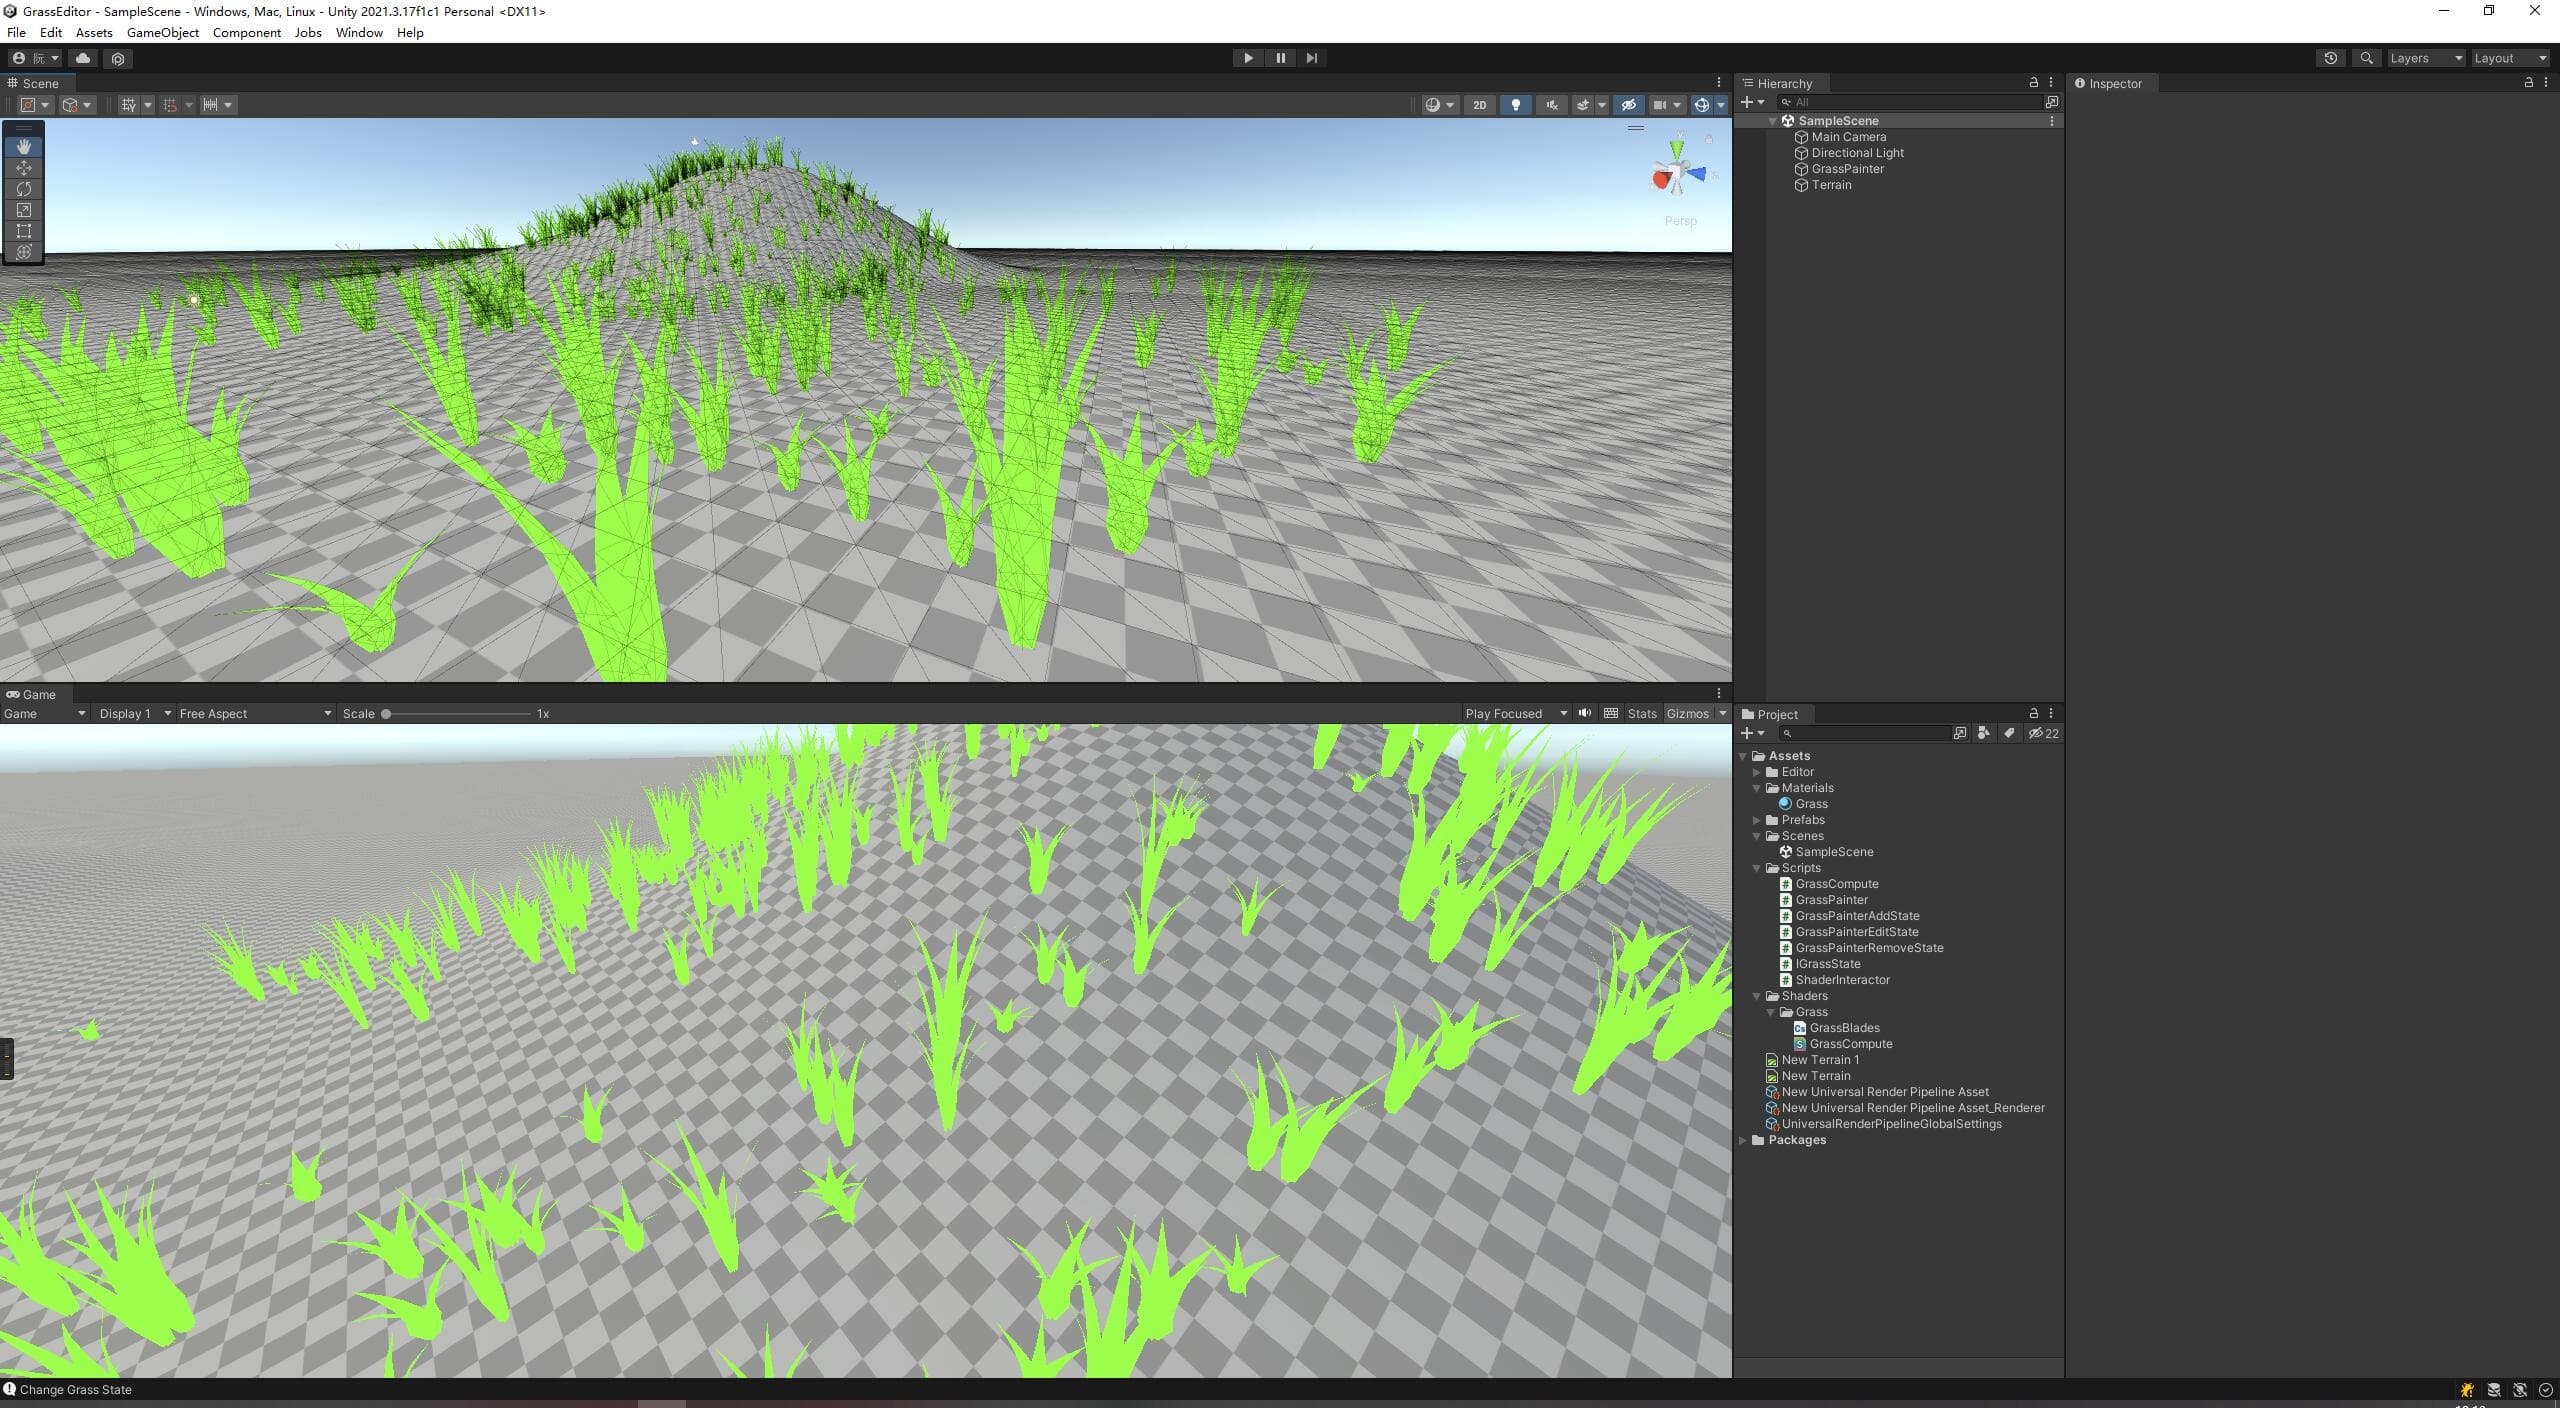 GrassEditor - SampleScene - Windows, Mac, Linux - Unity 2021.3.17f1c1 Personal <DX11>
File Edit Assets GameObject Component Jobs Window Help
阮
Layers Layout
Scene
2D
Y
Persp
Hierarchy
All
SampleScene
Main Camera
Directional Light
GrassPainter
Terrain
Inspector
Game
Game Display 1 Free Aspect Scale 1x Play Focused Stats Gizmos
Project
22
Assets
Editor
Materials
Grass
Prefabs
Scenes
SampleScene
Scripts
GrassCompute
GrassPainter
GrassPainterAddState
GrassPainterEditState
GrassPainterRemoveState
IGrassState
ShaderInteractor
Shaders
Grass
GrassBlades
GrassCompute
New Terrain 1
New Terrain
New Universal Render Pipeline Asset
New Universal Render Pipeline Asset_Renderer
UniversalRenderPipelineGlobalSettings
Packages
Change Grass State